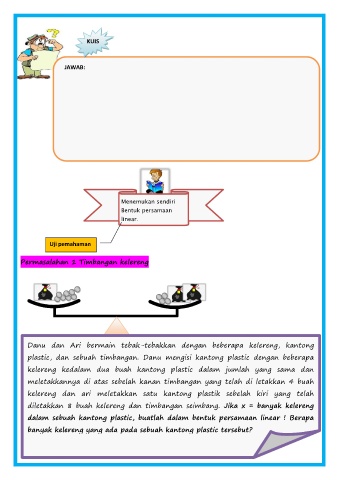 KUIS
JAWAB:
Menemukan sendiri
Bentuk persamaan
linear.
Uji pemahaman
Permasalahan 1 Timbangan kelereng
Danu dan Ari bermain tebak-tebakkan dengan beberapa kelereng, kantong
plastic, dan sebuah timbangan. Danu mengisi kantong plastic dengan beberapa
kelereng kedalam dua buah kantong plastic dalam jumlah yang sama dan
meletakkannya di atas sebelah kanan timbangan yang telah di letakkan 4 buah
kelereng dan ari meletakkan satu kantong plastik sebelah kiri yang telah
diletakkan 8 buah kelereng dan timbangan seimbang. Jika x = banyak kelereng
dalam sebuah kantong plastic, buatlah dalam bentuk persamaan linear ! Berapa
banyak kelereng yang ada pada sebuah kantong plastic tersebut?